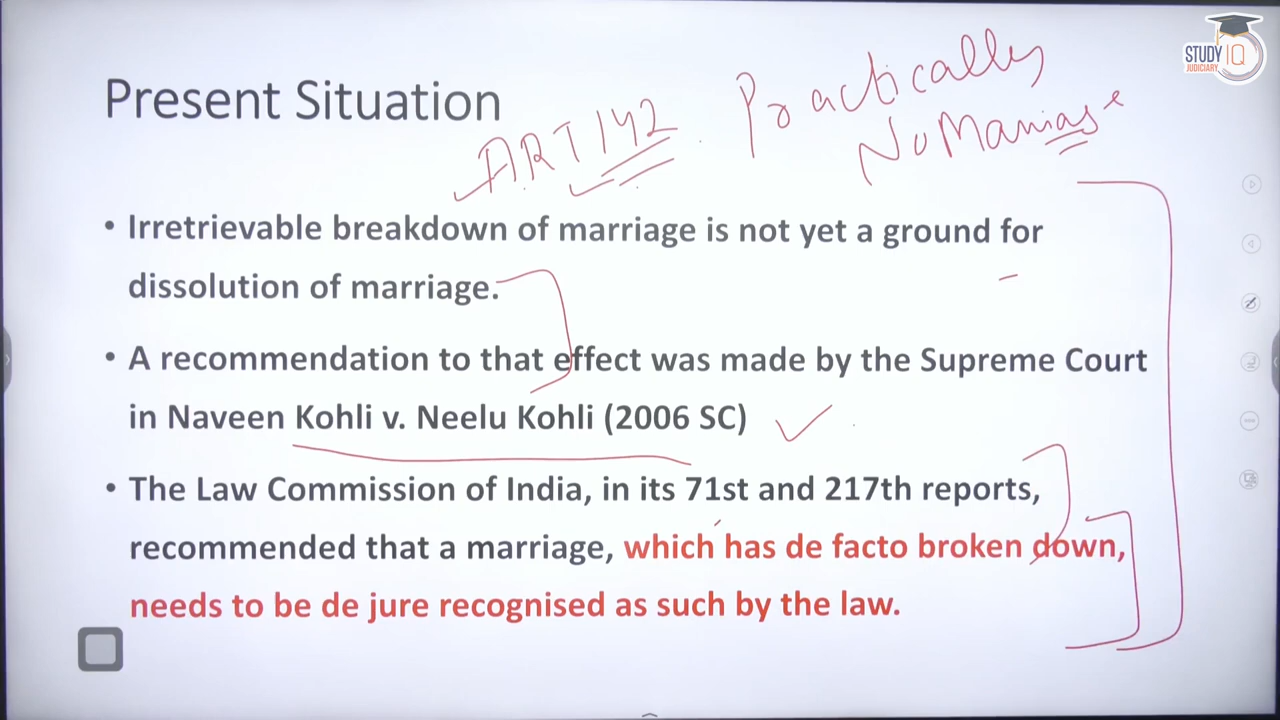 STUDY IQ
JUDICIARY
Present Situation
ART 142
Practically
No Marriage
• Irretrievable breakdown of marriage is not yet a ground for
dissolution of marriage.
• A recommendation to that effect was made by the Supreme Court
in Naveen Kohli v. Neelu Kohli (2006 SC)
• The Law Commission of India, in its 71st and 217th reports,
recommended that a marriage, which has de facto broken down,
needs to be de jure recognised as such by the law.